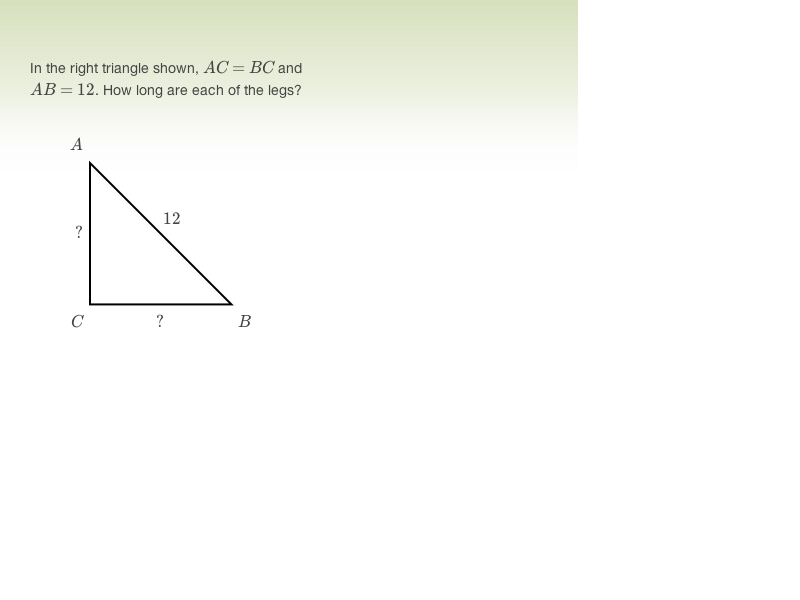 In the right triangle shown, AC = BC and
AB = 12. How long are each of the legs?
A
12
?
C
?
B